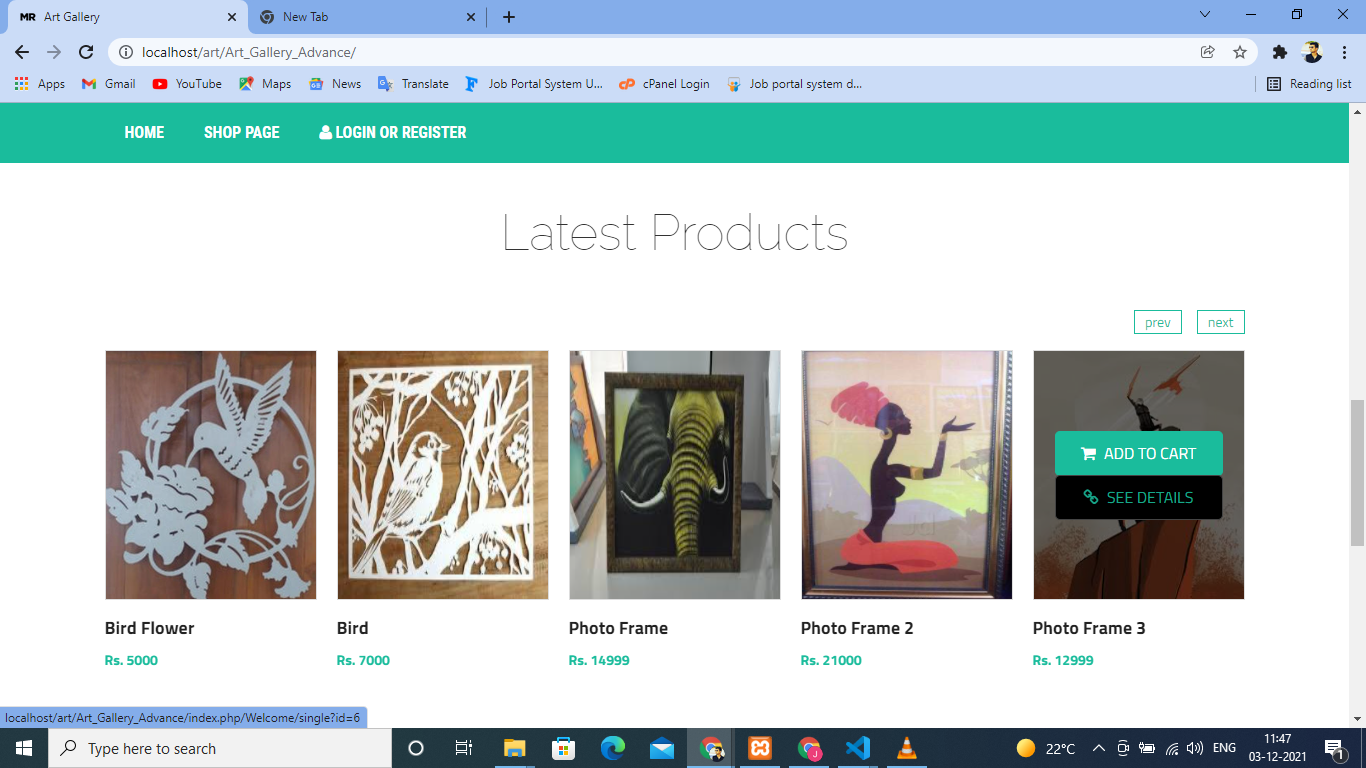 MR Art Gallery
New Tab
localhost/art/Art_Gallery_Advance/
Apps Gmail YouTube Maps News Translate Job Portal System U... cPanel Login Job portal system d... Reading list
HOME SHOP PAGE LOGIN OR REGISTER
Latest Products
prev next
ADD TO CART
SEE DETAILS
Bird Flower Bird Photo Frame Photo Frame 2 Photo Frame 3
Rs. 5000 Rs. 7000 Rs. 14999 Rs. 21000 Rs. 12999
localhost/art/Art_Gallery_Advance/index.php/Welcome/single?id=6
Type here to search
22°C
ENG
11:47
03-12-2021
1